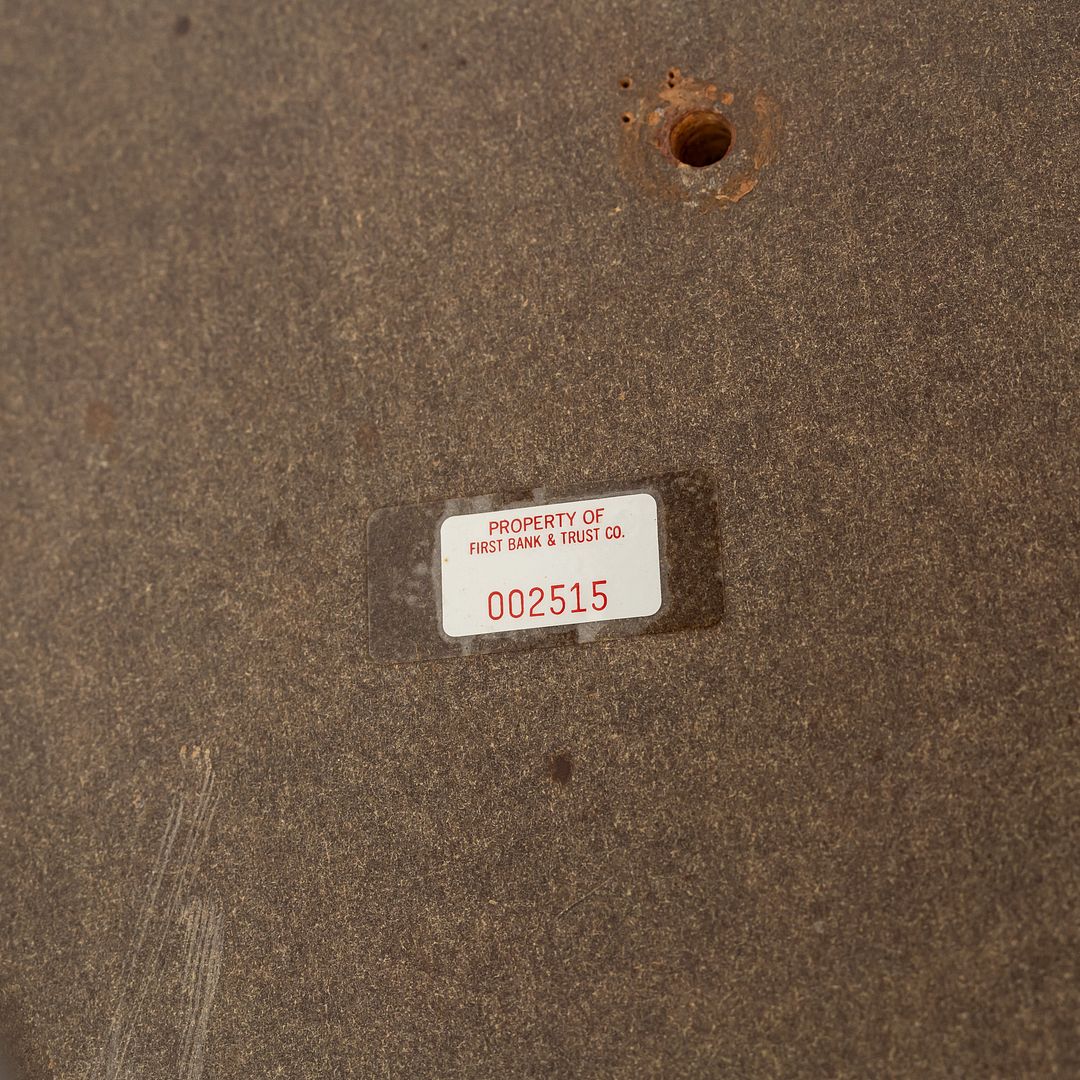 PROPERTY OF
FIRST BANK & TRUST CO.
002515